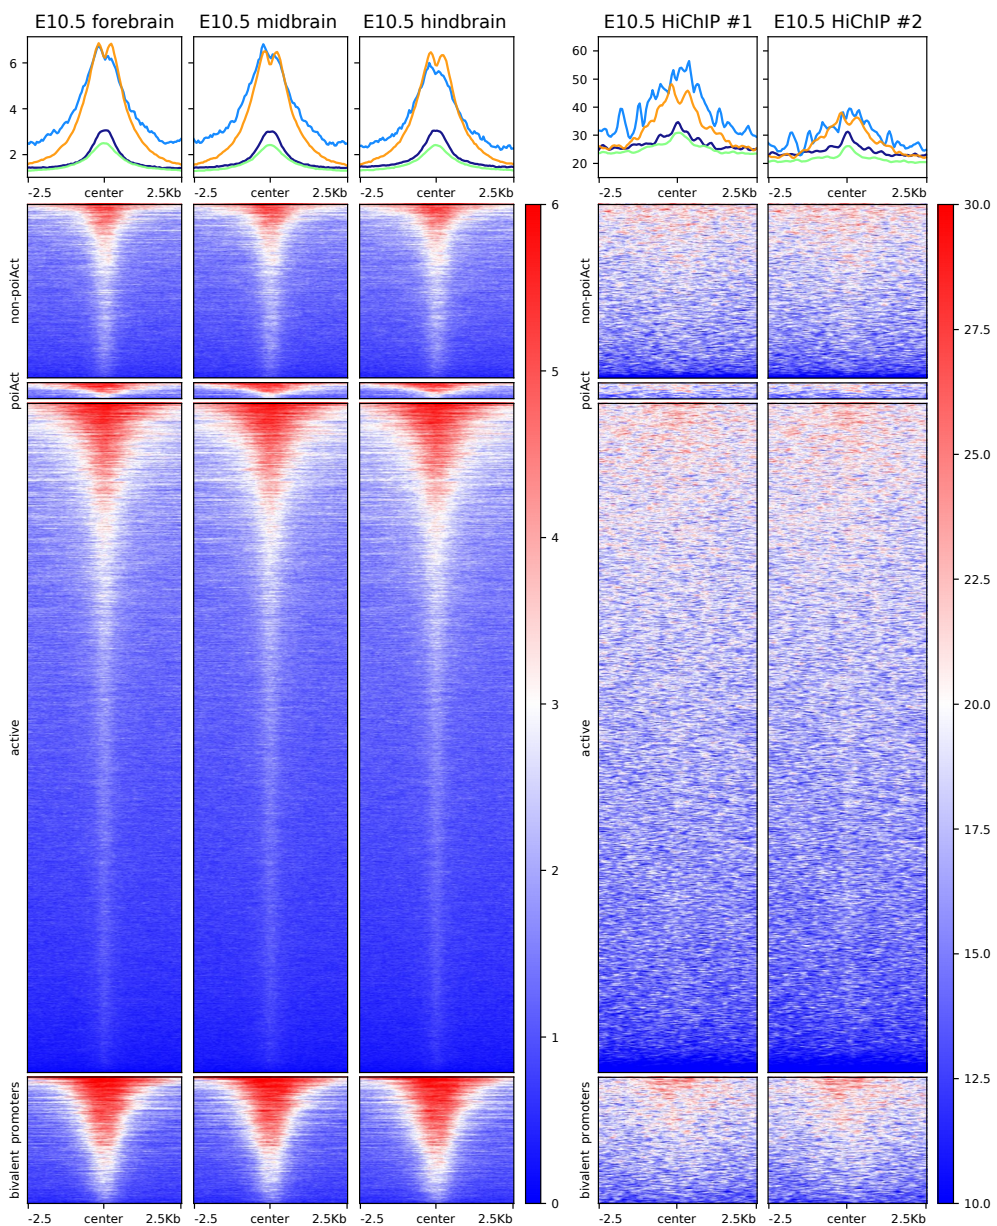 E10.5 forebrain E10.5 midbrain E10.5 hindbrain E10.5 HiChIP #1 E10.5 HiChIP #2
6
4
2
60
50
40
30
20
-2.5 center 2.5Kb -2.5 center 2.5Kb -2.5 center 2.5Kb -2.5 center 2.5Kb -2.5 center 2.5Kb
non-poiAct
poiAct
active
bivalent promoters
6
5
4
3
2
1
0
non-poiAct
poiAct
active
bivalent promoters
30.0
27.5
25.0
22.5
20.0
17.5
15.0
12.5
10.0
-2.5 center 2.5Kb -2.5 center 2.5Kb -2.5 center 2.5Kb -2.5 center 2.5Kb -2.5 center 2.5Kb